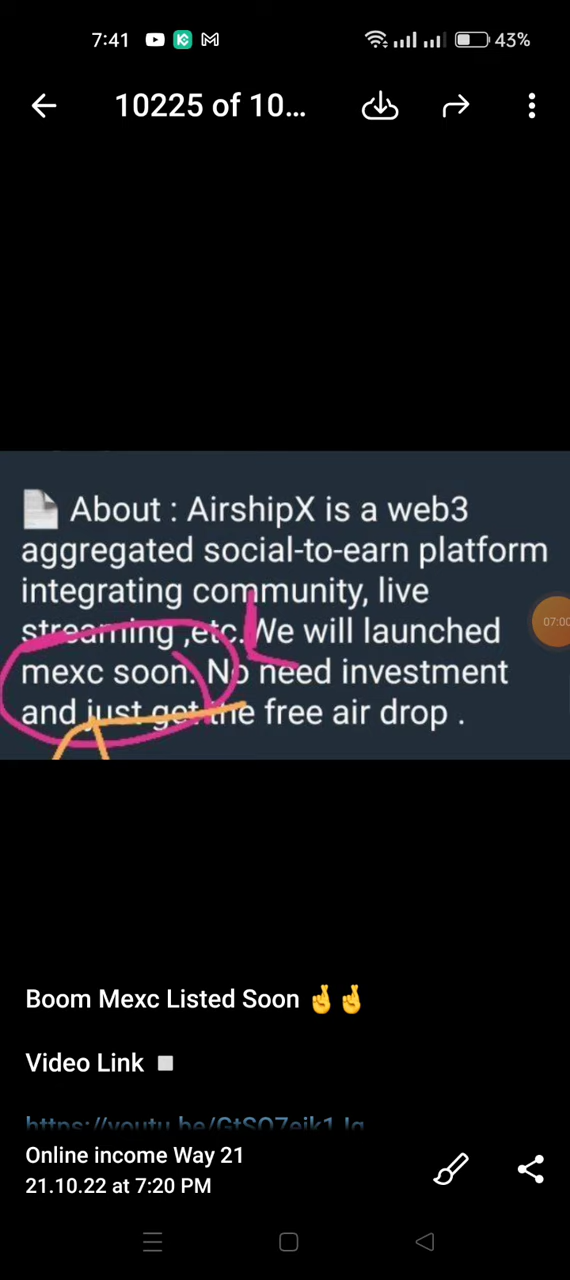 7:41
43%
10225 of 10...
About : AirshipX is a web3
aggregated social-to-earn platform
integrating community, live
streaming ,etc. We will launched
mexc soon. No need investment
and just get the free air drop .
07:00
Boom Mexc Listed Soon 🤞🤞
Video Link ◽
Online income Way 21
21.10.22 at 7:20 PM